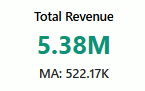 Total Revenue
5.38M
MA: 522.17K